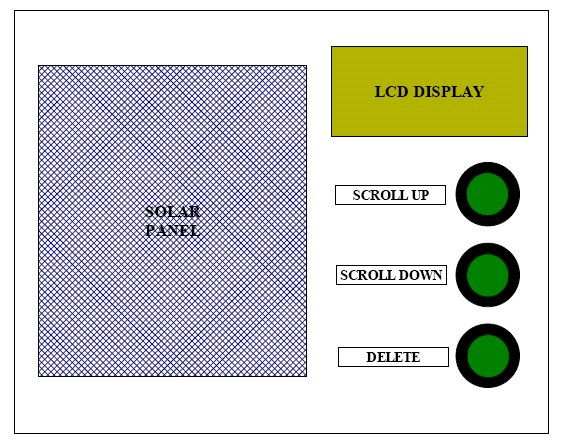 LCD DISPLAY
SOLAR
PANEL
SCROLL UP
SCROLL DOWN
DELETE